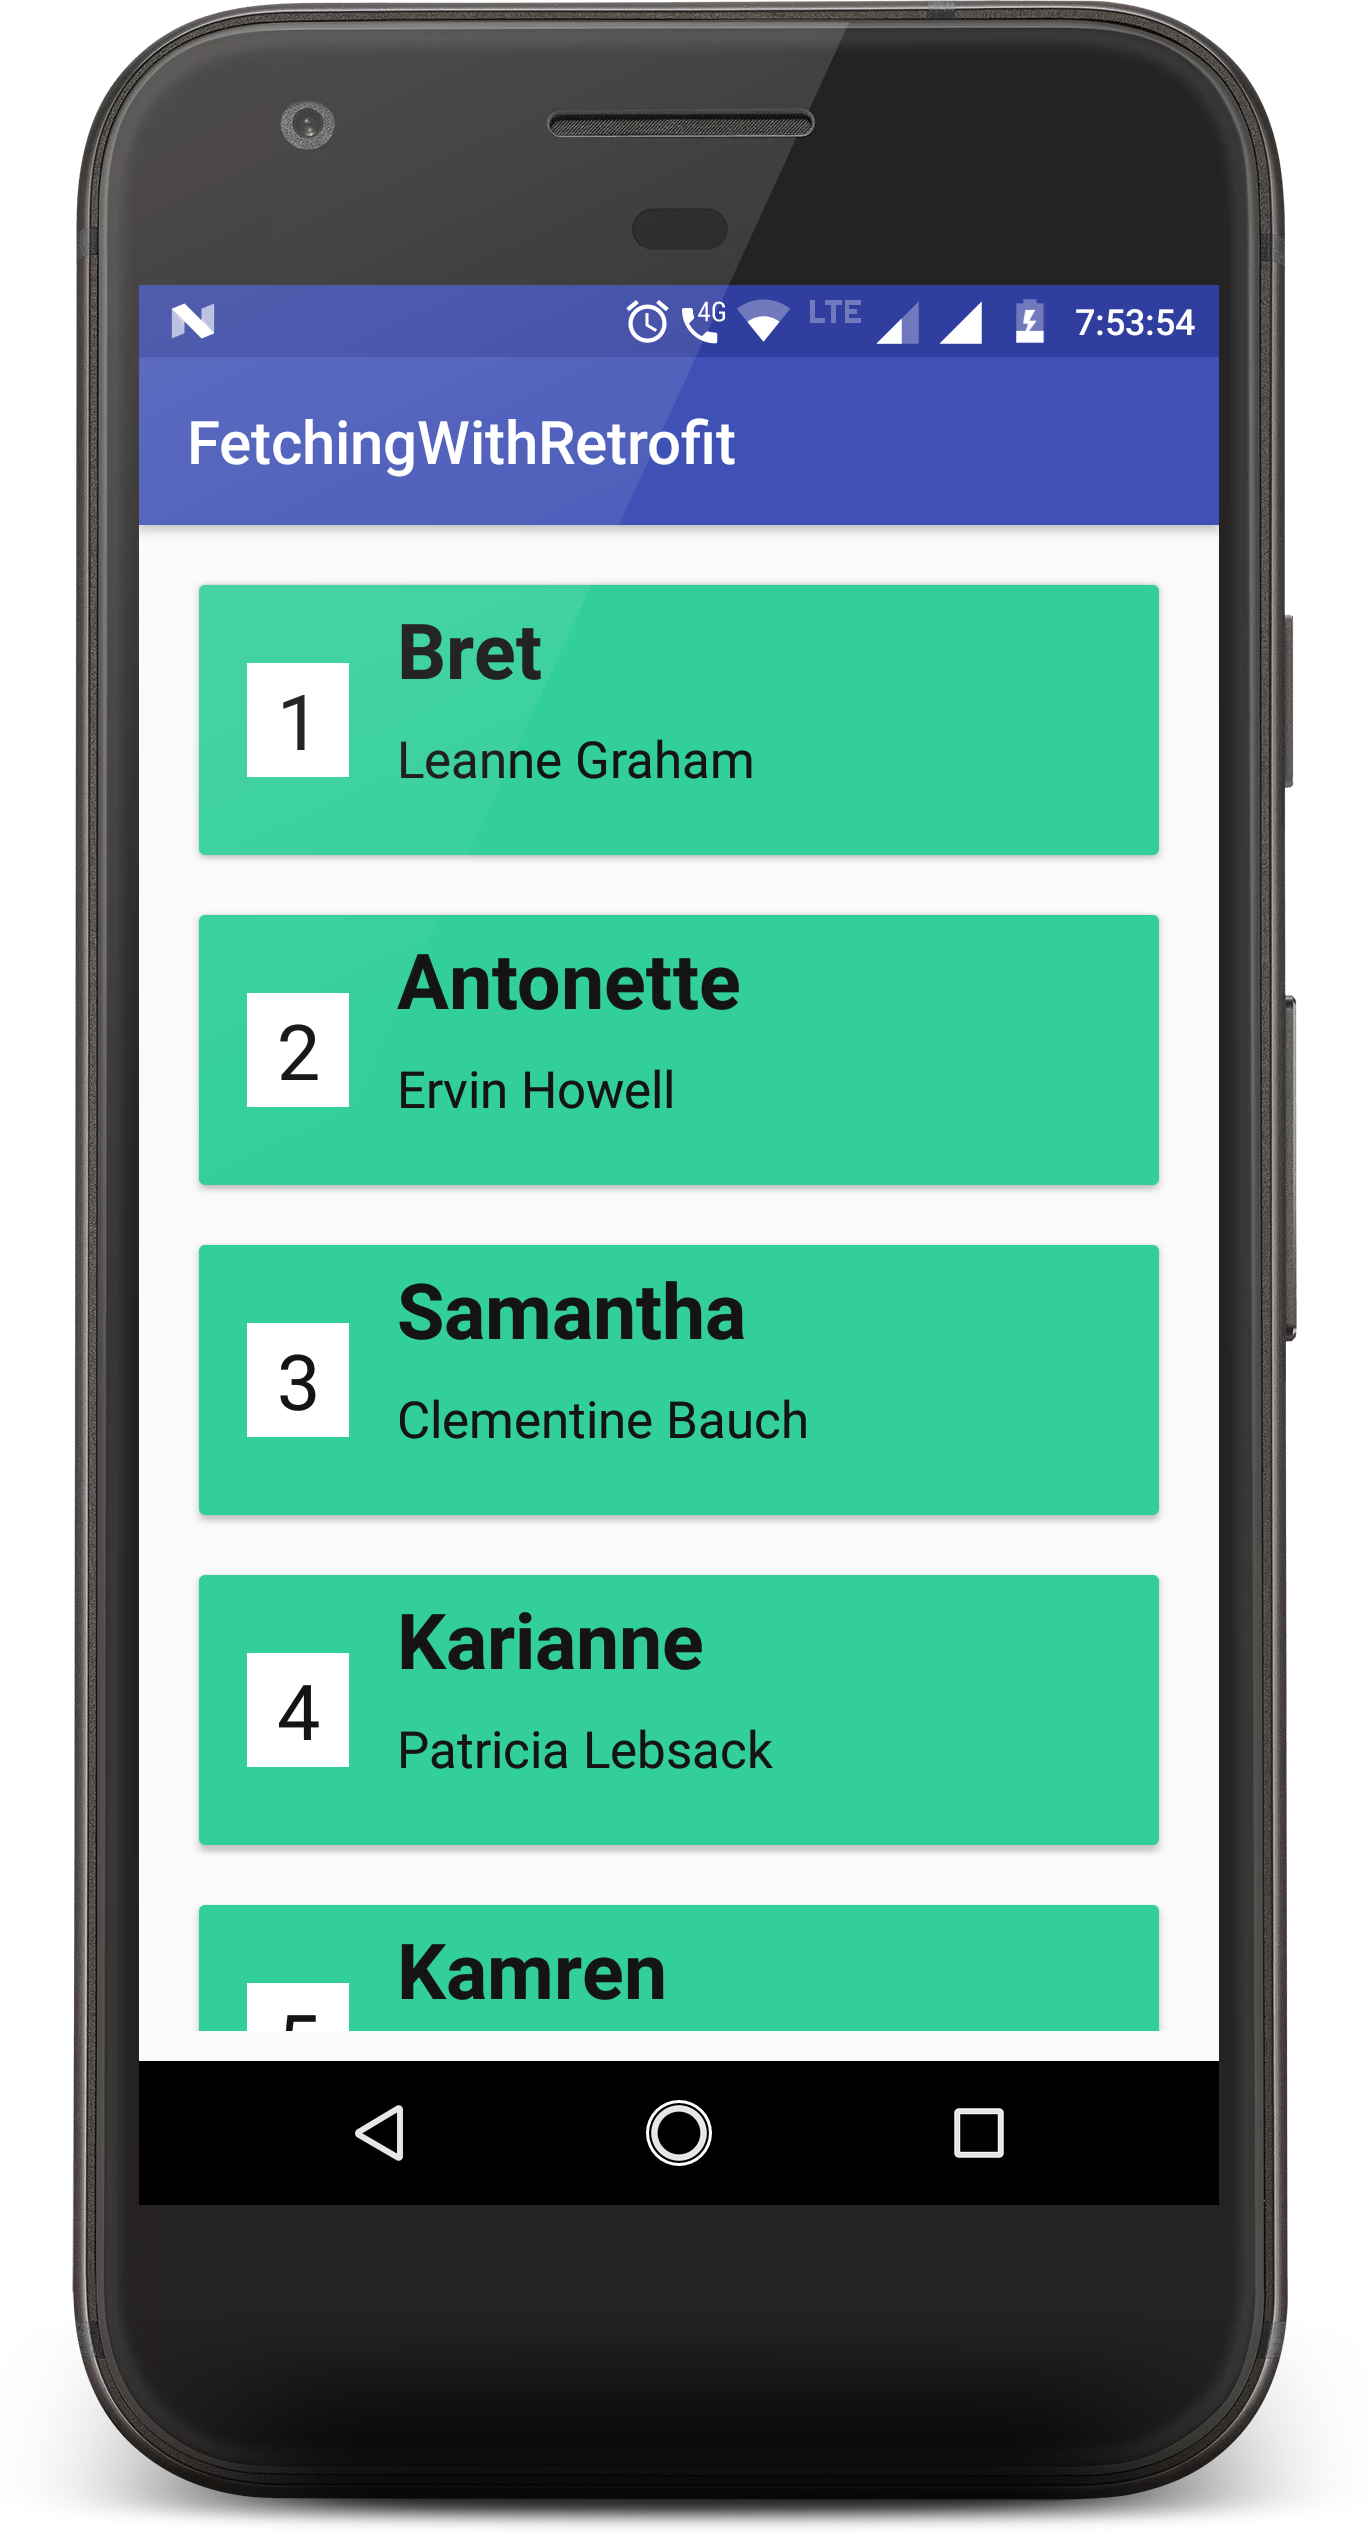 4G LTE 7:53:54
FetchingWithRetrofit
Bret
1
Leanne Graham
Antonette
2
Ervin Howell
Samantha
3
Clementine Bauch
Karianne
4
Patricia Lebsack
Kamren
5